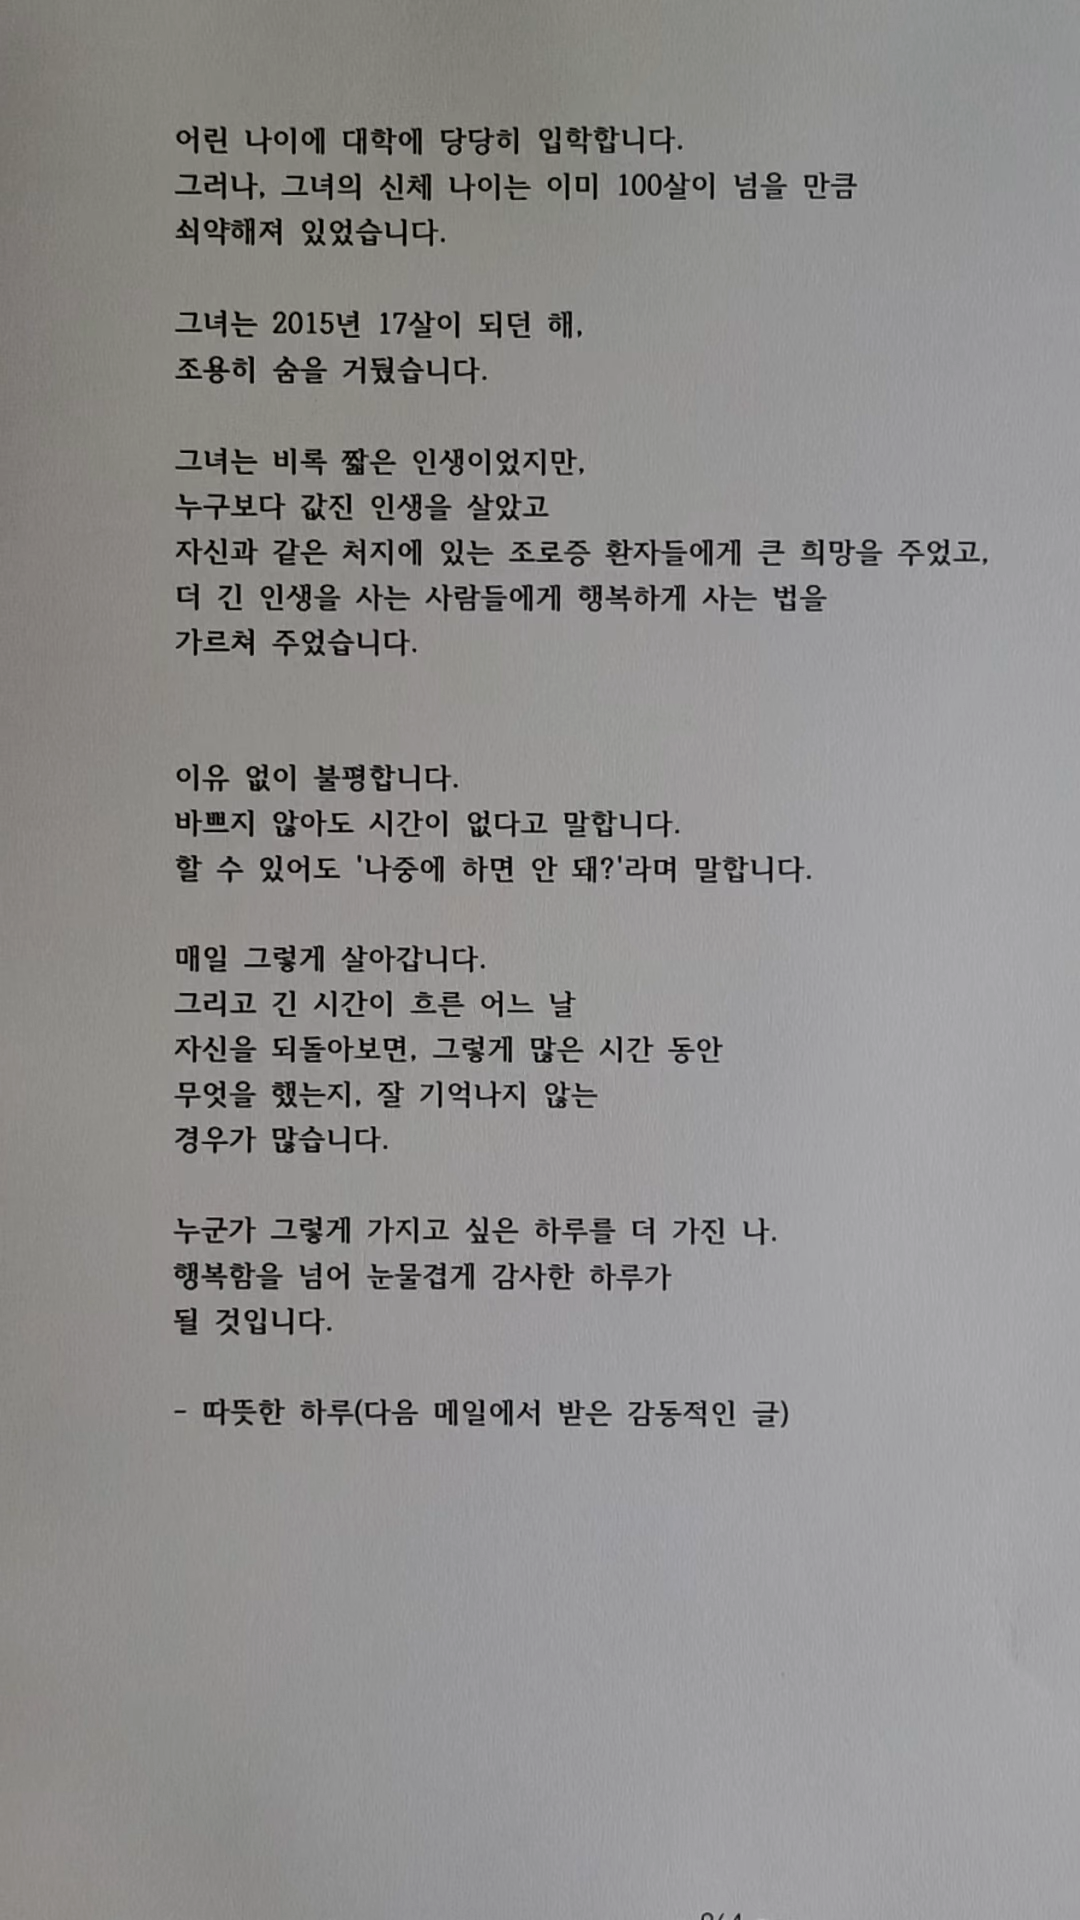 어린 나이에 대학에 당당히 입학합니다.
그러나, 그녀의 신체 나이는 이미 100살이 넘을 만큼
쇠약해져 있었습니다.
그녀는 2015년 17살이 되던 해,
조용히 숨을 거뒀습니다.
그녀는 비록 짧은 인생이었지만,
누구보다 값진 인생을 살았고
자신과 같은 처지에 있는 조로증 환자들에게 큰 희망을 주었고,
더 긴 인생을 사는 사람들에게 행복하게 사는 법을
가르쳐 주었습니다.
이유 없이 불평합니다.
바쁘지 않아도 시간이 없다고 말합니다.
할 수 있어도 '나중에 하면 안 돼?'라며 말합니다.
매일 그렇게 살아갑니다.
그리고 긴 시간이 흐른 어느 날
자신을 되돌아보면, 그렇게 많은 시간 동안
무엇을 했는지, 잘 기억나지 않는
경우가 많습니다.
누군가 그렇게 가지고 싶은 하루를 더 가진 나.
행복함을 넘어 눈물겹게 감사한 하루가
될 것입니다.
- 따뜻한 하루(다음 메일에서 받은 감동적인 글)